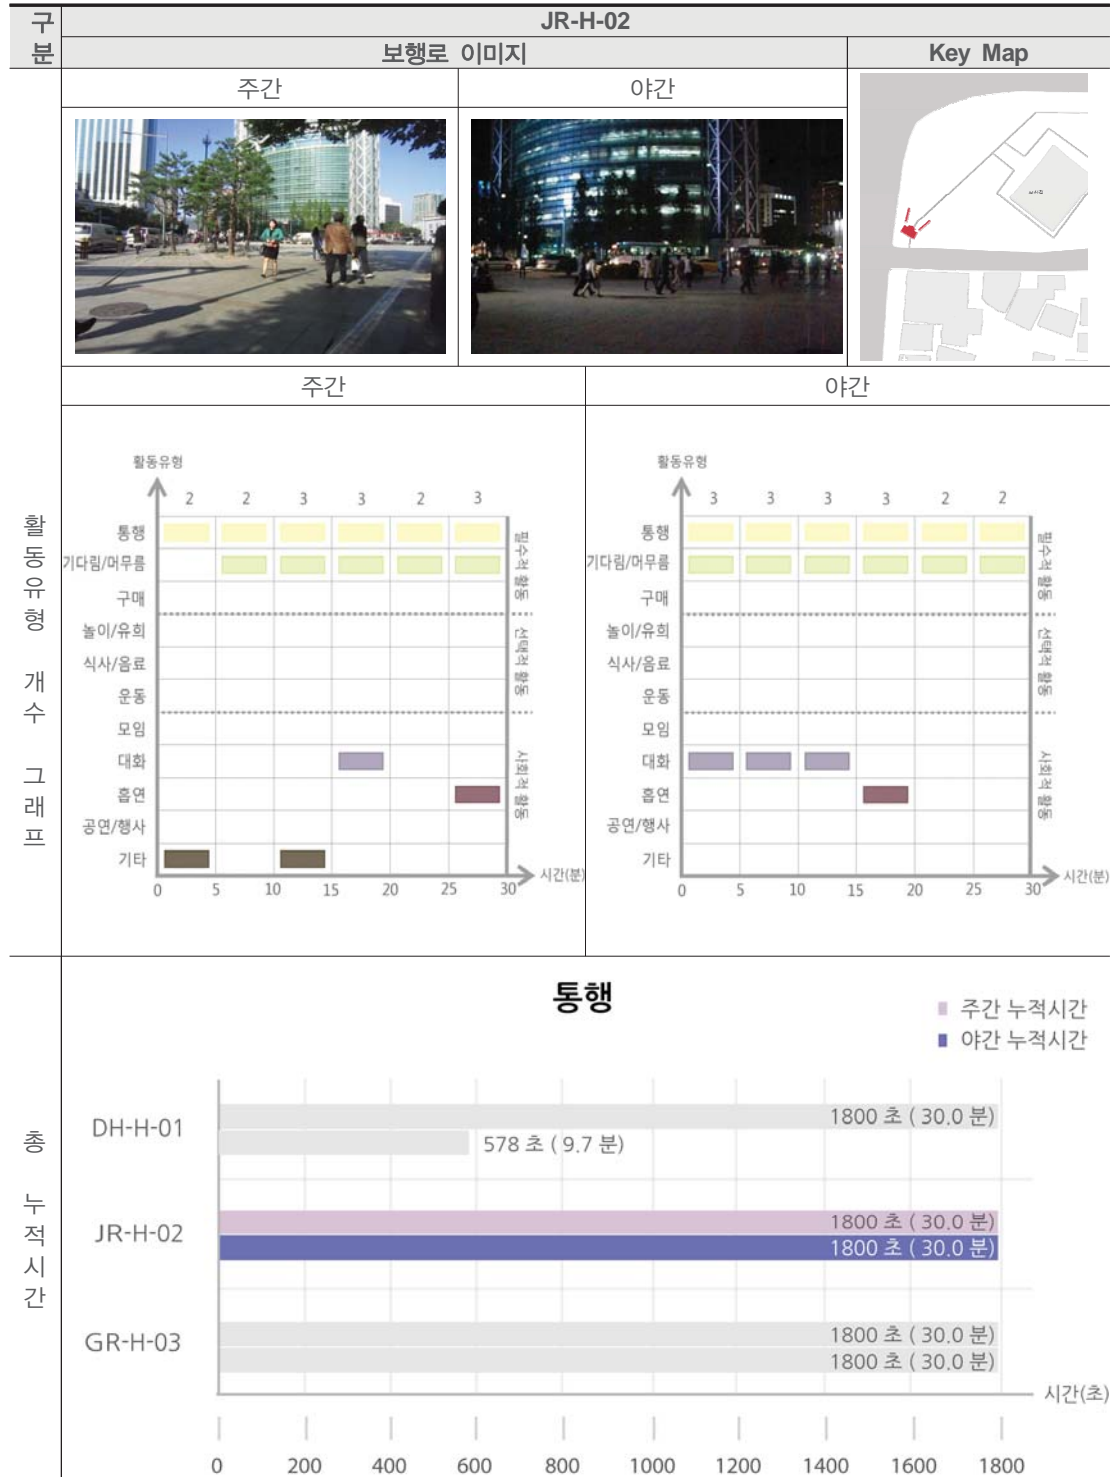 구분
JR-H-02
보행로 이미지
Key Map
주간
야간
주간
야간
활동유형 개수 그래프
활동유형
2 2 3 3 2 3
통행
기다림/머무름
구매
놀이/유희
식사/음료
운동
모임
대화
흡연
공연/행사
기타
필수적 활동
선택적 활동
사회적 활동
0 5 10 15 20 25 30
시간(분)
활동유형
3 3 3 3 2 2
통행
기다림/머무름
구매
놀이/유희
식사/음료
운동
모임
대화
흡연
공연/행사
기타
필수적 활동
선택적 활동
사회적 활동
0 5 10 15 20 25 30
시간(분)
총 누적시간
통행
주간 누적시간
야간 누적시간
DH-H-01
1800 초 ( 30.0 분)
578 초 ( 9.7 분)
JR-H-02
1800 초 ( 30.0 분)
1800 초 ( 30.0 분)
GR-H-03
1800 초 ( 30.0 분)
1800 초 ( 30.0 분)
시간(초)
0 200 400 600 800 1000 1200 1400 1600 1800